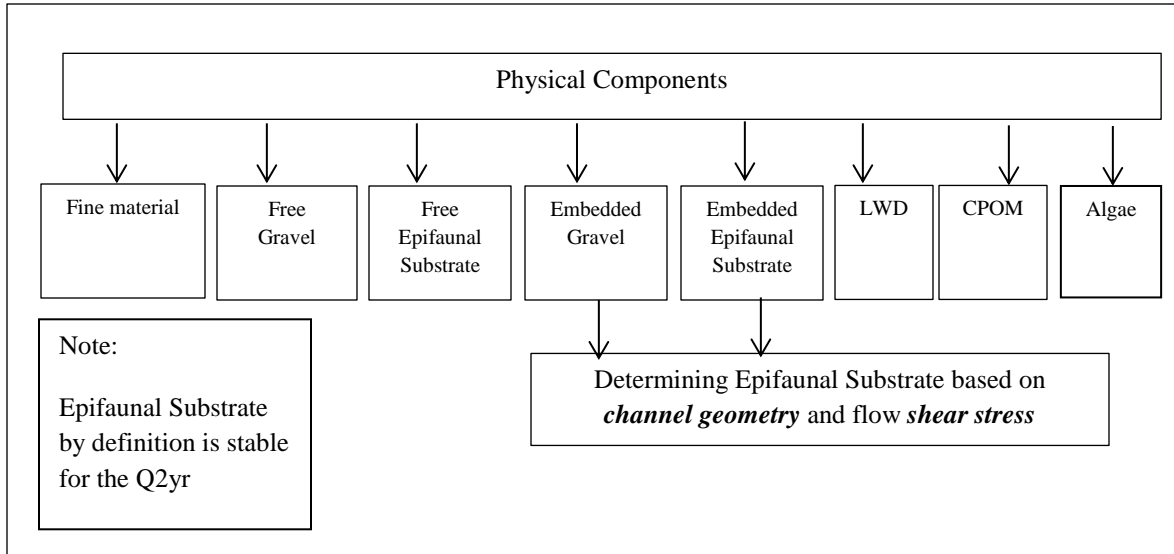 Physical Components
Fine material
Free
Gravel
Free
Epifaunal
Substrate
Embedded
Gravel
Embedded
Epifaunal
Substrate
LWD
CPOM
Algae
Note:
Epifaunal Substrate
by definition is stable
for the Q2yr
Determining Epifaunal Substrate based on
channel geometry and flow shear stress